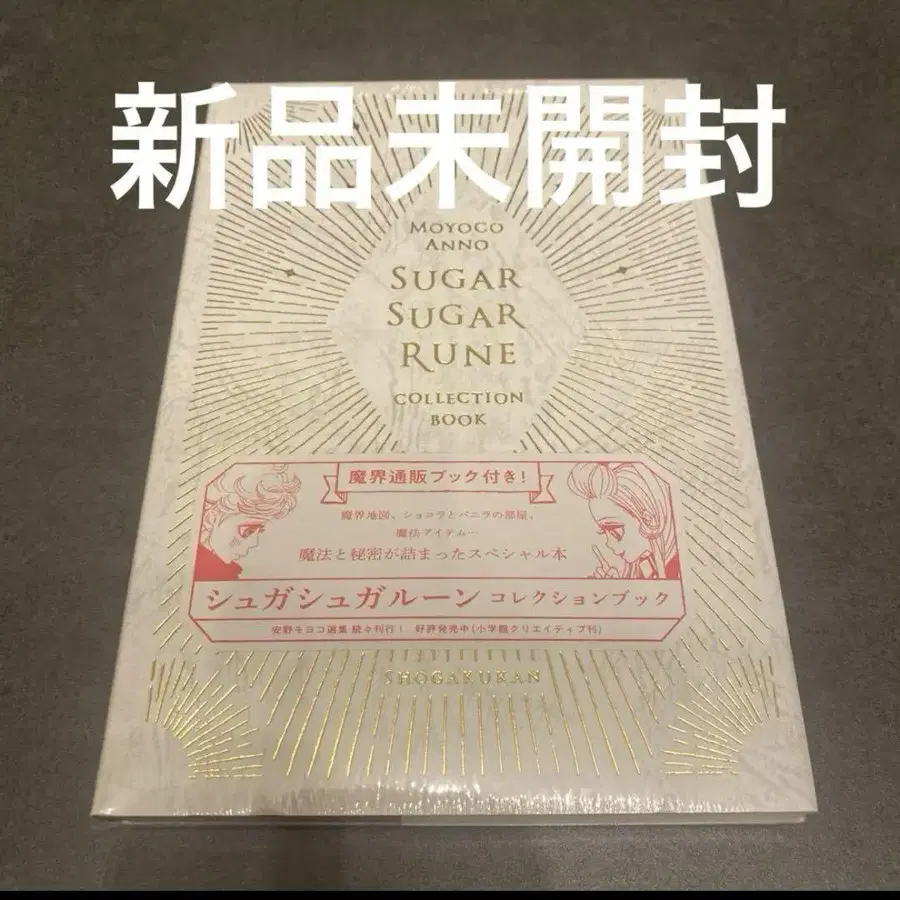 新品未開封
MOYOCO
ANNO
SUGAR
SUGAR
RUNE
COLLECTION
BOOK
魔界通販ブック付き!
魔界地図、ショコラとバニラの部屋、
魔法アイテム…
魔法と秘密が詰まったスペシャル本
シュガシュガルーン コレクションブック
安野モヨコ選集 続々刊行! 好評発売中(小学館クリエイティブ刊)
SHOGAKUKAN